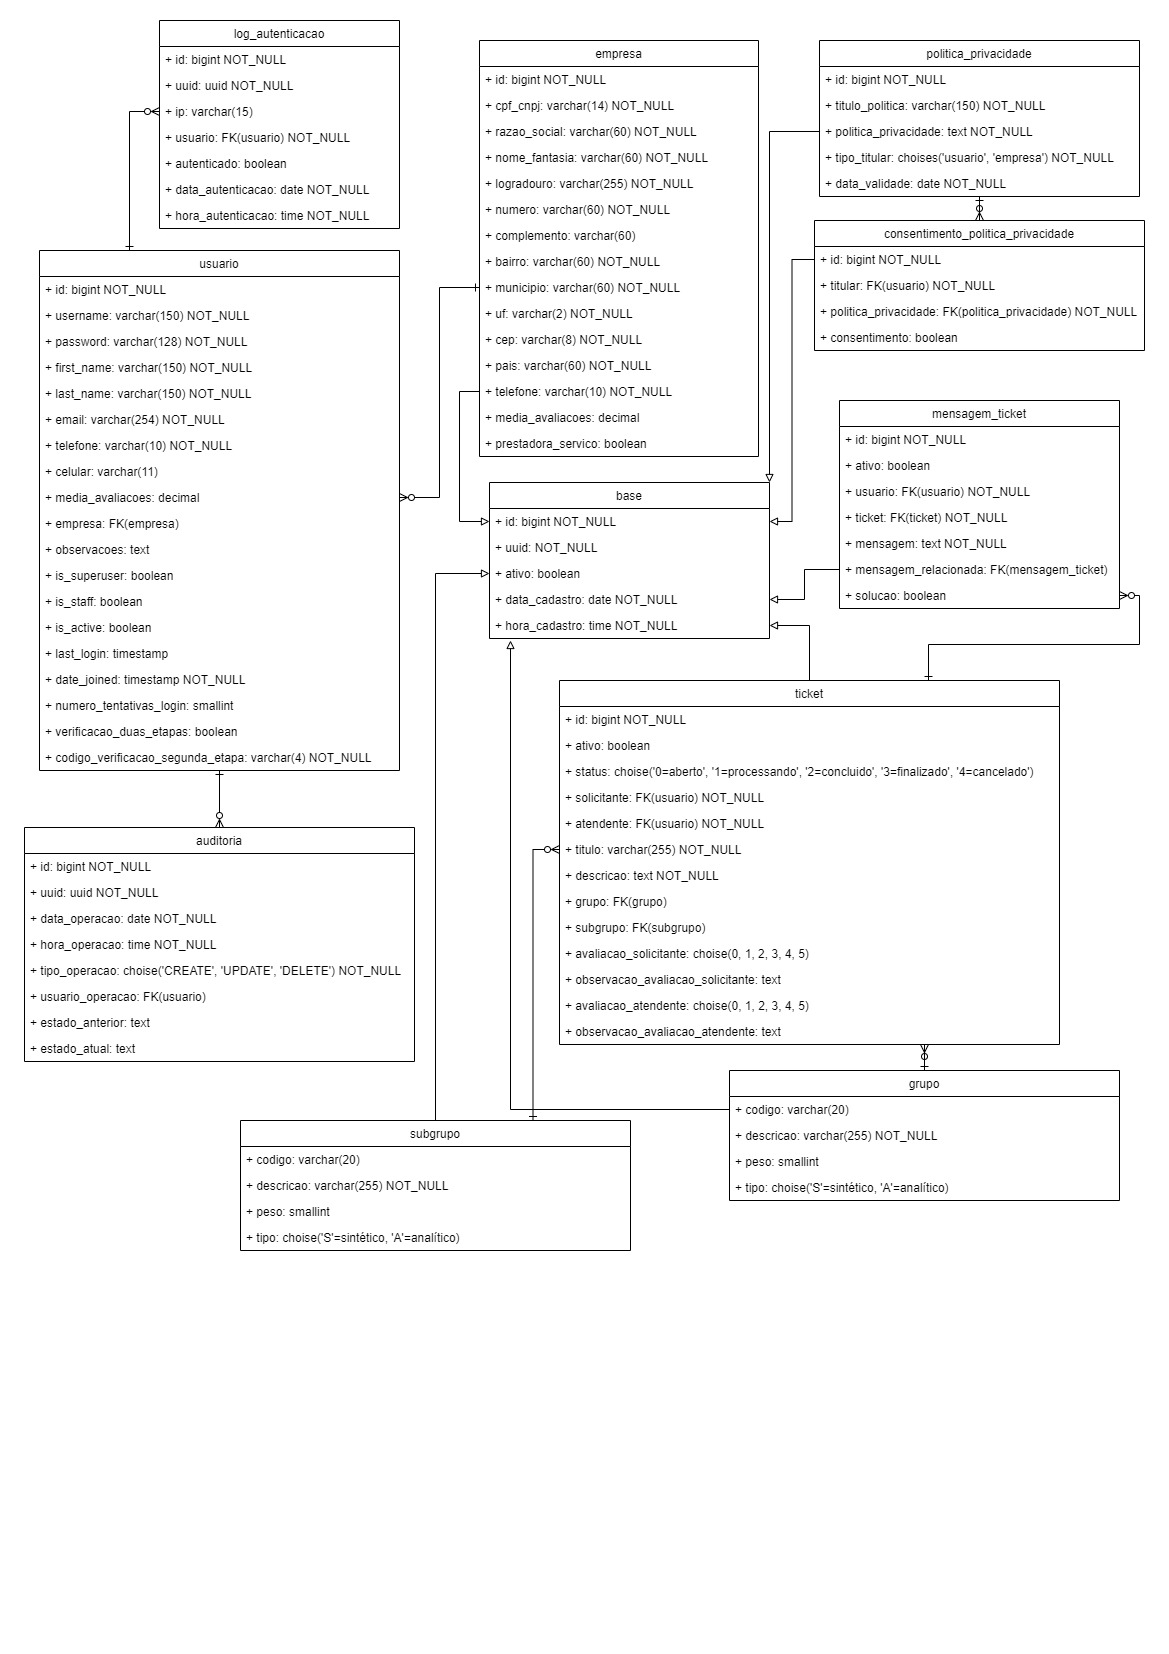 log_autenticacao
+ id: bigint NOT_NULL
+ uuid: uuid NOT_NULL
+ ip: varchar(15)
+ usuario: FK(usuario) NOT_NULL
+ autenticado: boolean
+ data_autenticacao: date NOT_NULL
+ hora_autenticacao: time NOT_NULL
empresa
+ id: bigint NOT_NULL
+ cpf_cnpj: varchar(14) NOT_NULL
+ razao_social: varchar(60) NOT_NULL
+ nome_fantasia: varchar(60) NOT_NULL
+ logradouro: varchar(255) NOT_NULL
+ numero: varchar(60) NOT_NULL
+ complemento: varchar(60)
+ bairro: varchar(60) NOT_NULL
+ municipio: varchar(60) NOT_NULL
+ uf: varchar(2) NOT_NULL
+ cep: varchar(8) NOT_NULL
+ pais: varchar(60) NOT_NULL
+ telefone: varchar(10) NOT_NULL
+ media_avaliacoes: decimal
+ prestadora_servico: boolean
politica_privacidade
+ id: bigint NOT_NULL
+ titulo_politica: varchar(150) NOT_NULL
+ politica_privacidade: text NOT_NULL
+ tipo_titular: choises('usuario', 'empresa') NOT_NULL
+ data_validade: date NOT_NULL
consentimento_politica_privacidade
+ id: bigint NOT_NULL
+ titular: FK(usuario) NOT_NULL
+ politica_privacidade: FK(politica_privacidade) NOT_NULL
+ consentimento: boolean
usuario
+ id: bigint NOT_NULL
+ username: varchar(150) NOT_NULL
+ password: varchar(128) NOT_NULL
+ first_name: varchar(150) NOT_NULL
+ last_name: varchar(150) NOT_NULL
+ email: varchar(254) NOT_NULL
+ telefone: varchar(10) NOT_NULL
+ celular: varchar(11)
+ media_avaliacoes: decimal
+ empresa: FK(empresa)
+ observacoes: text
+ is_superuser: boolean
+ is_staff: boolean
+ is_active: boolean
+ last_login: timestamp
+ date_joined: timestamp NOT_NULL
+ numero_tentativas_login: smallint
+ verificacao_duas_etapas: boolean
+ codigo_verificacao_segunda_etapa: varchar(4) NOT_NULL
mensagem_ticket
+ id: bigint NOT_NULL
+ ativo: boolean
+ usuario: FK(usuario) NOT_NULL
+ ticket: FK(ticket) NOT_NULL
+ mensagem: text NOT_NULL
+ mensagem_relacionada: FK(mensagem_ticket)
+ solucao: boolean
base
+ id: bigint NOT_NULL
+ uuid: NOT_NULL
+ ativo: boolean
+ data_cadastro: date NOT_NULL
+ hora_cadastro: time NOT_NULL
ticket
+ id: bigint NOT_NULL
+ ativo: boolean
+ status: choise('0=aberto', '1=processando', '2=concluido', '3=finalizado', '4=cancelado')
+ solicitante: FK(usuario) NOT_NULL
+ atendente: FK(usuario) NOT_NULL
+ titulo: varchar(255) NOT_NULL
+ descricao: text NOT_NULL
+ grupo: FK(grupo)
+ subgrupo: FK(subgrupo)
+ avaliacao_solicitante: choise(0, 1, 2, 3, 4, 5)
+ observacao_avaliacao_solicitante: text
+ avaliacao_atendente: choise(0, 1, 2, 3, 4, 5)
+ observacao_avaliacao_atendente: text
auditoria
+ id: bigint NOT_NULL
+ uuid: uuid NOT_NULL
+ data_operacao: date NOT_NULL
+ hora_operacao: time NOT_NULL
+ tipo_operacao: choise('CREATE', 'UPDATE', 'DELETE') NOT_NULL
+ usuario_operacao: FK(usuario)
+ estado_anterior: text
+ estado_atual: text
grupo
+ codigo: varchar(20)
+ descricao: varchar(255) NOT_NULL
+ peso: smallint
+ tipo: choise('S'=sintético, 'A'=analítico)
subgrupo
+ codigo: varchar(20)
+ descricao: varchar(255) NOT_NULL
+ peso: smallint
+ tipo: choise('S'=sintético, 'A'=analítico)